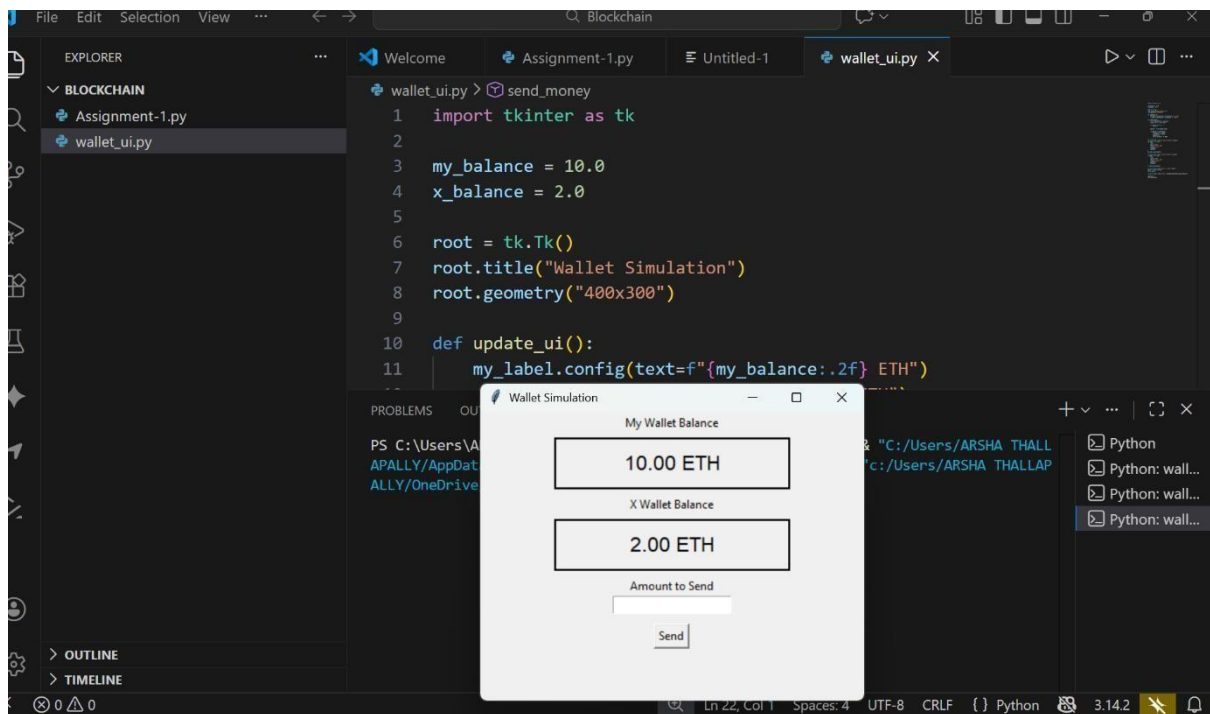 File Edit Selection View ... Blockchain
EXPLORER ...
BLOCKCHAIN
Assignment-1.py
wallet_ui.py
OUTLINE
TIMELINE
Welcome Assignment-1.py Untitled-1 wallet_ui.py
wallet_ui.py > send_money
1 import tkinter as tk
2
3 my_balance = 10.0
4 x_balance = 2.0
5
6 root = tk.Tk()
7 root.title("Wallet Simulation")
8 root.geometry("400x300")
9
10 def update_ui():
11 my_label.config(text=f"{my_balance:.2f} ETH")
PROBLEMS OU
PS C:\Users\A & "C:/Users/ARSHA THALL
APALLY/AppDat "c:/Users/ARSHA THALLAP
ALLY/OneDrive
Python
Python: wall...
Python: wall...
Python: wall...
Wallet Simulation
My Wallet Balance
10.00 ETH
X Wallet Balance
2.00 ETH
Amount to Send
Send
0 0 Ln 22, Col 1 Spaces: 4 UTF-8 CRLF {} Python 3.14.2